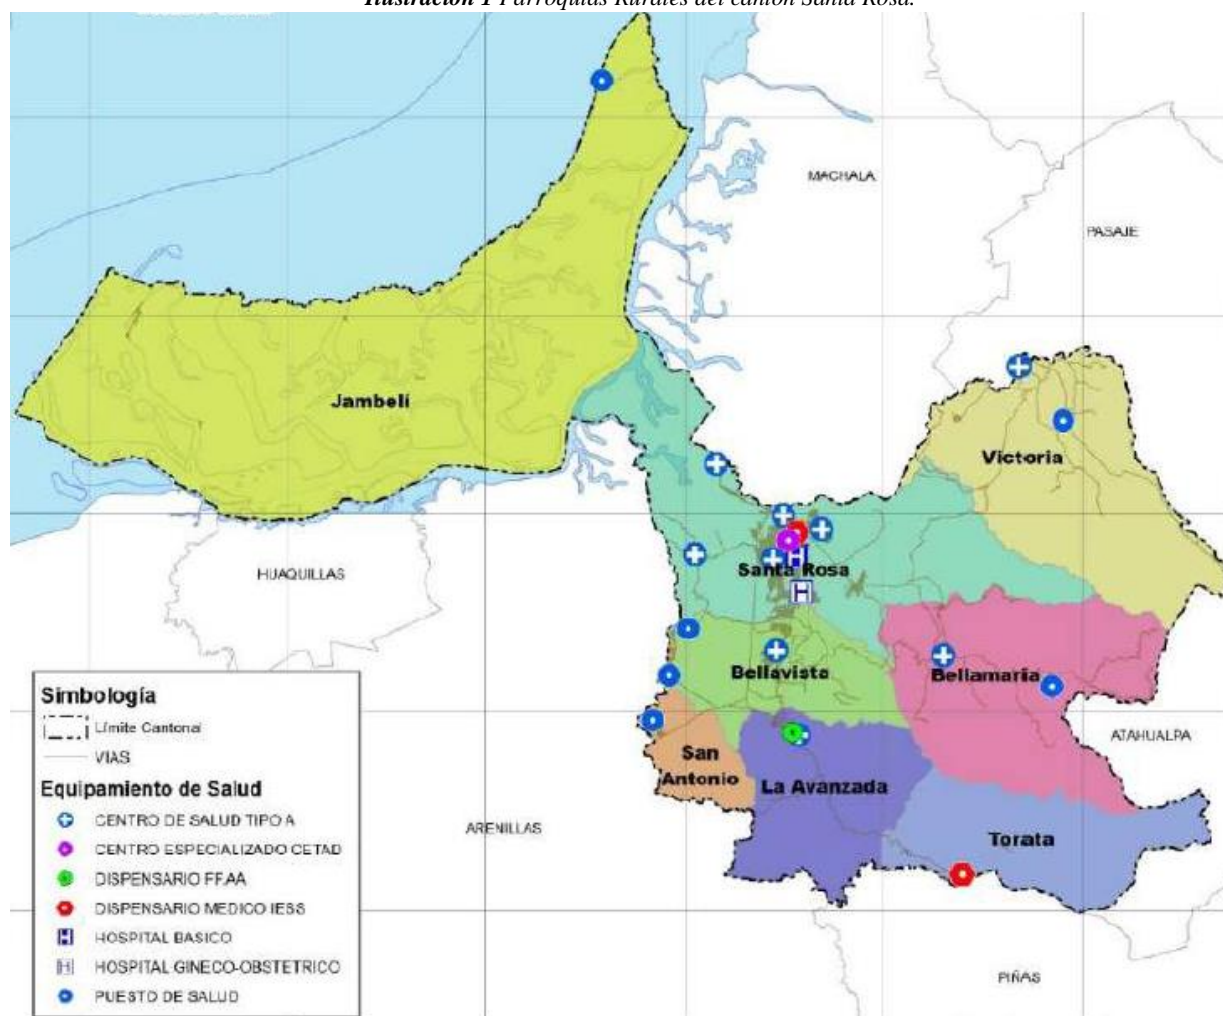 Ilustración 1 Parroquias Rurales del cantón Santa Rosa.
MACHALA
PASAJE
Jambelí
Victoria
HUAQUILLAS
Santa Rosa
Bellavista
Bellamaria
ATAHUALPA
San
Antonio
La Avanzada
ARENILLAS
Torata
PIÑAS
Simbología
Límite Cantonal
VIAS
Equipamiento de Salud
CENTRO DE SALUD TIPO A
CENTRO ESPECIALIZADO CETAD
DISPENSARIO FF.AA
DISPENSARIO MEDICO IESS
HOSPITAL BASICO
HOSPITAL GINECO-OBSTETRICO
PUESTO DE SALUD